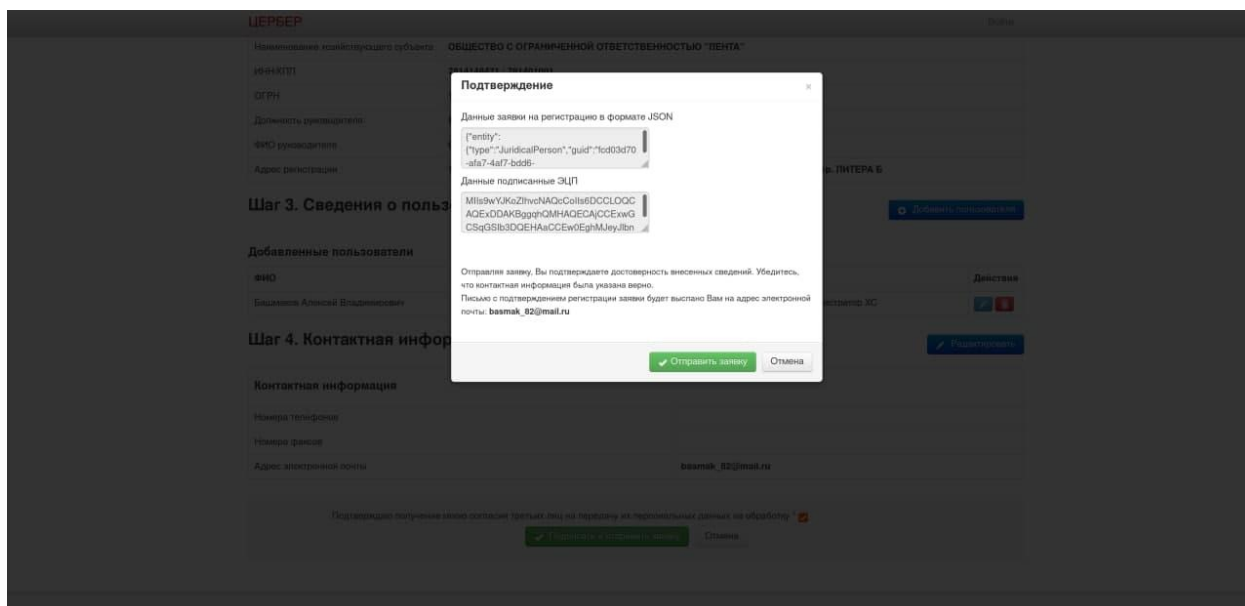 ЦЕРБЕР
Войти
Наименование хозяйствующего субъекта ОБЩЕСТВО С ОГРАНИЧЕННОЙ ОТВЕТСТВЕННОСТЬЮ "ЛЕНТА"
ИНН/КПП
ОГРН
Должность руководителя
ФИО руководителя
Адрес регистрации р. ЛИТЕРА Б
Подтверждение ×
Данные заявки на регистрацию в формате JSON
{"entity":
{"type":"JuridicalPerson","guid":"fcd03d70
-afa7-4af7-bdd6-
Данные подписанные ЭЦП
AQExDDAKBggqhQMHAQECAjCCExwG
CSqGSIb3DQEHAaCCEw0EghMJeyJlbn
Отправляя заявку, Вы подтверждаете достоверность внесенных сведений. Убедитесь,
что контактная информация была указана верно.
Письмо с подтверждением регистрации заявки будет выслано Вам на адрес электронной
почты: basmak_82@mail.ru
Отправить заявку Отмена
Шаг 3. Сведения о польз
Добавить пользователя
Добавленные пользователи
ФИО Действия
Алексей Владимирович ХС
Шаг 4. Контактная инфор
Редактировать
Контактная информация
Номера телефонов
Номера факсов
Адрес электронной почты basmak_82@mail.ru
Подтверждаю получение мною согласия третьих лиц на передачу их персональных данных на обработку *
Подписать и отправить заявку Отмена